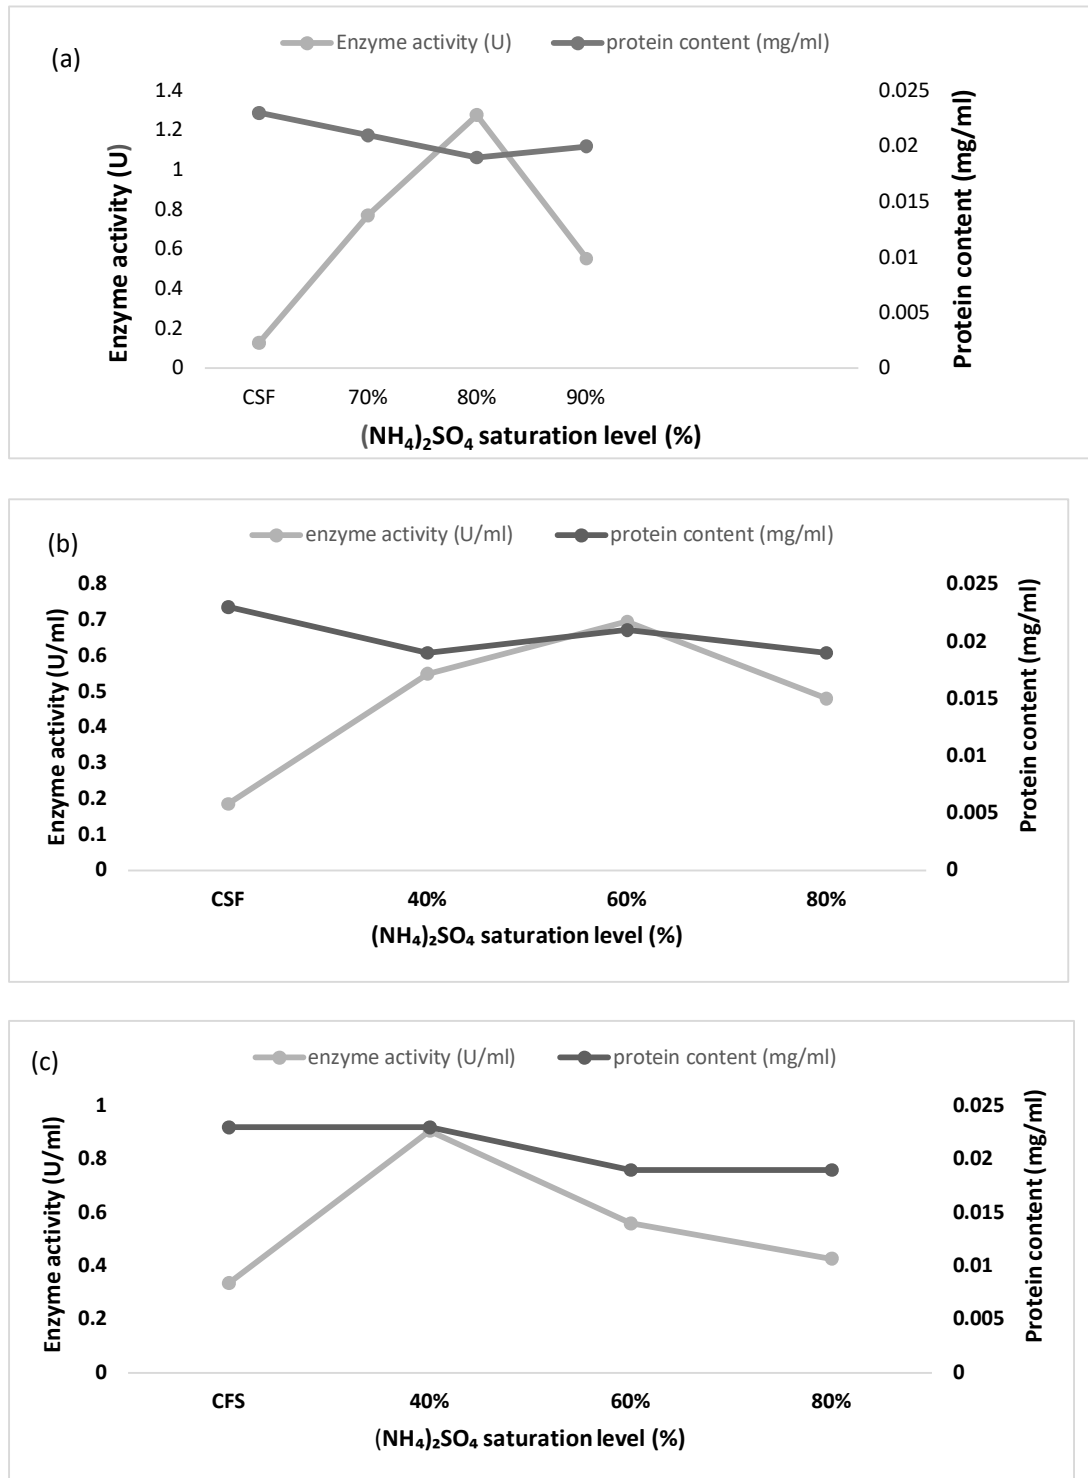 (a)
Enzyme activity (U) protein content (mg/ml)
Enzyme activity (U)
1.4
1.2
1
0.8
0.6
0.4
0.2
0
0.025
0.02
0.015
0.01
0.005
0
Protein content (mg/ml)
CSF 70% 80% 90%
(NH₄)₂SO₄ saturation level (%)
(b)
enzyme activity (U/ml) protein content (mg/ml)
Enzyme activity (U/ml)
0.8
0.7
0.6
0.5
0.4
0.3
0.2
0.1
0
0.025
0.02
0.015
0.01
0.005
0
Protein content (mg/ml)
CSF 40% 60% 80%
(NH₄)₂SO₄ saturation level (%)
(c)
enzyme activity (U/ml) protein content (mg/ml)
Enzyme activity (U/ml)
1
0.8
0.6
0.4
0.2
0
0.025
0.02
0.015
0.01
0.005
0
Protein content (mg/ml)
CFS 40% 60% 80%
(NH₄)₂SO₄ saturation level (%)